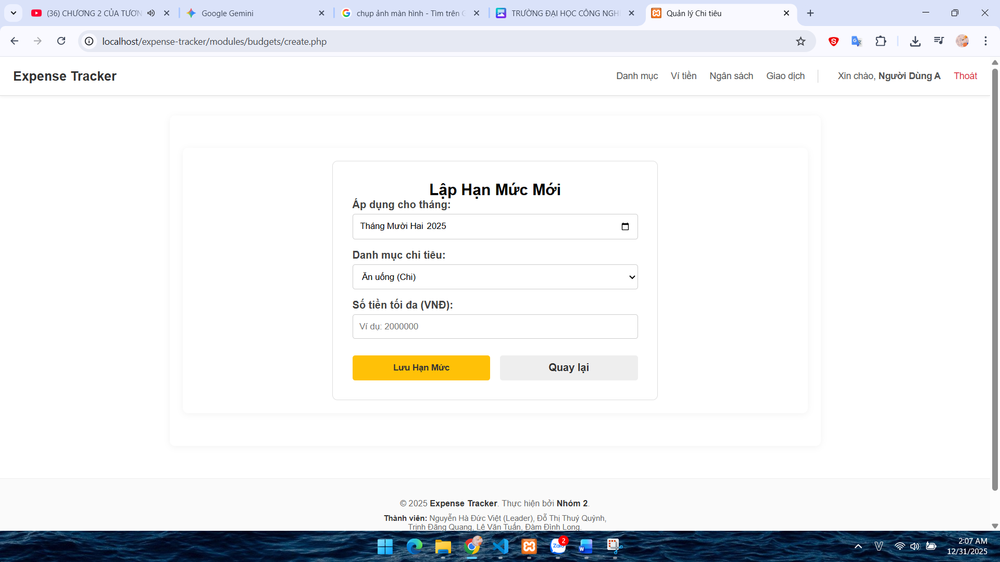 (36) CHƯƠNG 2 CỦA TƯƠN
Google Gemini
chụp ảnh màn hình - Tìm trên G
TRƯỜNG ĐẠI HỌC CÔNG NGH
Quản lý Chi tiêu
localhost/expense-tracker/modules/budgets/create.php
Expense Tracker
Danh mục
Ví tiền
Ngân sách
Giao dịch
Xin chào, Người Dùng A
Thoát
Lập Hạn Mức Mới
Áp dụng cho tháng:
Tháng Mười Hai 2025
Danh mục chi tiêu:
Ăn uống (Chi)
Số tiền tối đa (VNĐ):
Ví dụ: 2000000
Lưu Hạn Mức
Quay lại
© 2025 Expense Tracker. Thực hiện bởi Nhóm 2.
Thành viên: Nguyễn Hà Đức Việt (Leader), Đỗ Thị Thuý Quỳnh,
Trịnh Đăng Quang, Lê Văn Tuấn, Đàm Đình Long.
Zalo
2
2:07 AM
12/31/2025